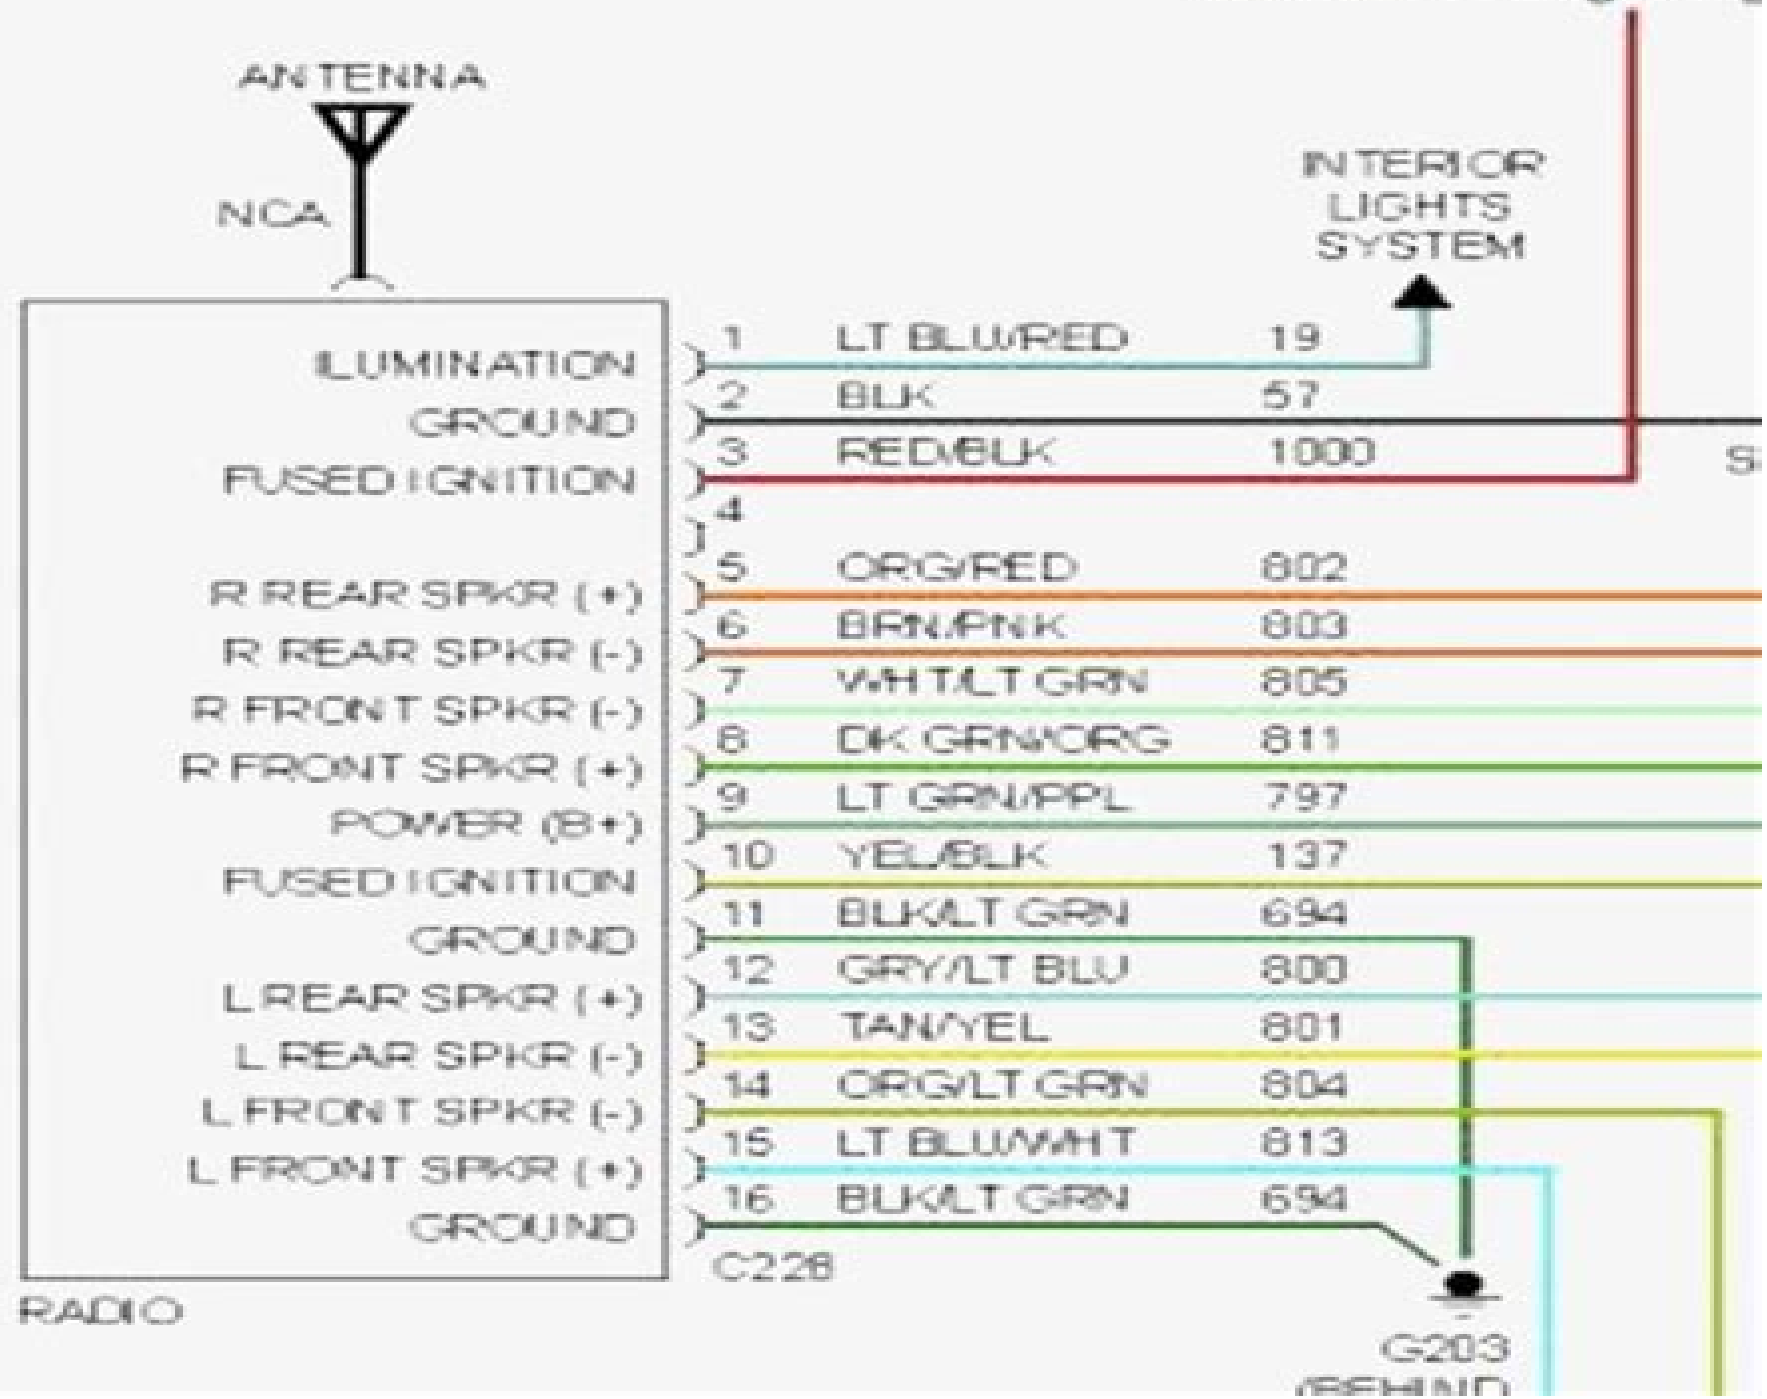 ANTENNA
NCA
INTERIOR
LIGHTS
SYSTEM
ILUMINATION 1 LT BLU/RED 19
GROUND 2 BLK 57
FUSED IGNITION 3 RED/BLK 1000
4
R REAR SPKR (+) 5 ORG/RED 802
R REAR SPKR (-) 6 BRN/PNK 803
R FRONT SPKR (-) 7 WHT/LT GRN 805
R FRONT SPKR (+) 8 DK GRN/ORG 811
POWER (B+) 9 LT GRN/PPL 797
FUSED IGNITION 10 YEL/BLK 137
GROUND 11 BLK/LT GRN 694
L REAR SPKR (+) 12 GRY/LT BLU 800
L REAR SPKR (-) 13 TAN/YEL 801
L FRONT SPKR (-) 14 ORG/LT GRN 804
L FRONT SPKR (+) 15 LT BLU/WHT 813
GROUND 16 BLK/LT GRN 694
C228
RADIO
G203
(BEHIND